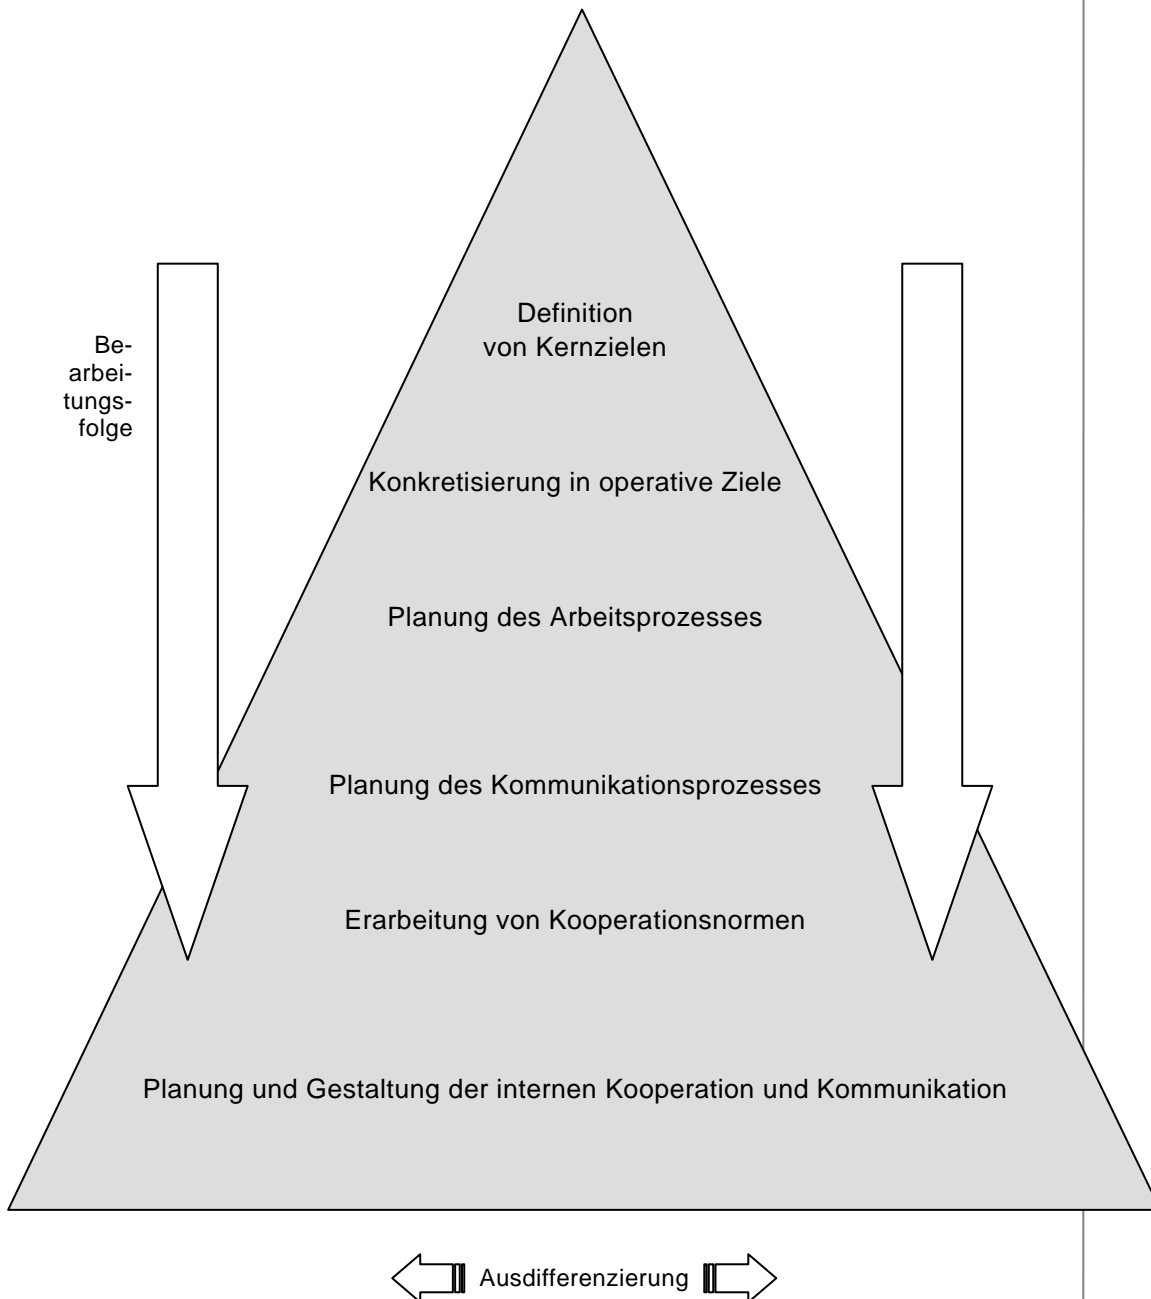 Definition
von Kernzielen
Be-
arbei-
tungs-
folge
Konkretisierung in operative Ziele
Planung des Arbeitsprozesses
Planung des Kommunikationsprozesses
Erarbeitung von Kooperationsnormen
Planung und Gestaltung der internen Kooperation und Kommunikation
Ausdifferenzierung